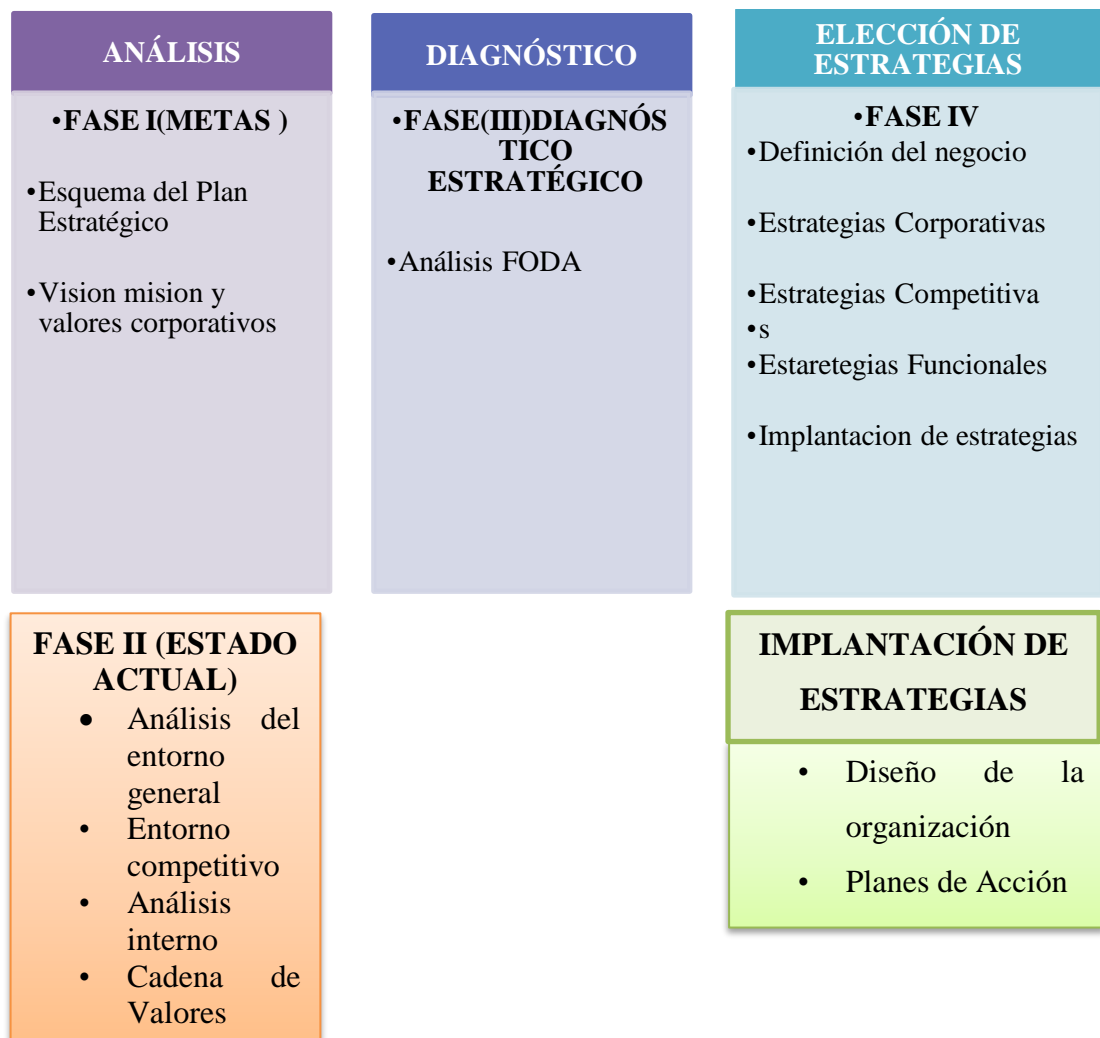 ANÁLISIS
•FASE I(METAS )
•Esquema del Plan
Estratégico
•Vision mision y
valores corporativos
DIAGNÓSTICO
•FASE(III)DIAGNÓS
TICO
ESTRATÉGICO
•Análisis FODA
ELECCIÓN DE
ESTRATEGIAS
•FASE IV
•Definición del negocio
•Estrategias Corporativas
•Estrategias Competitiva
•s
•Estaretegias Funcionales
•Implantacion de estrategias
FASE II (ESTADO
ACTUAL)
• Análisis del
entorno
general
• Entorno
competitivo
• Análisis
interno
• Cadena de
Valores
IMPLANTACIÓN DE
ESTRATEGIAS
• Diseño de la
organización
• Planes de Acción